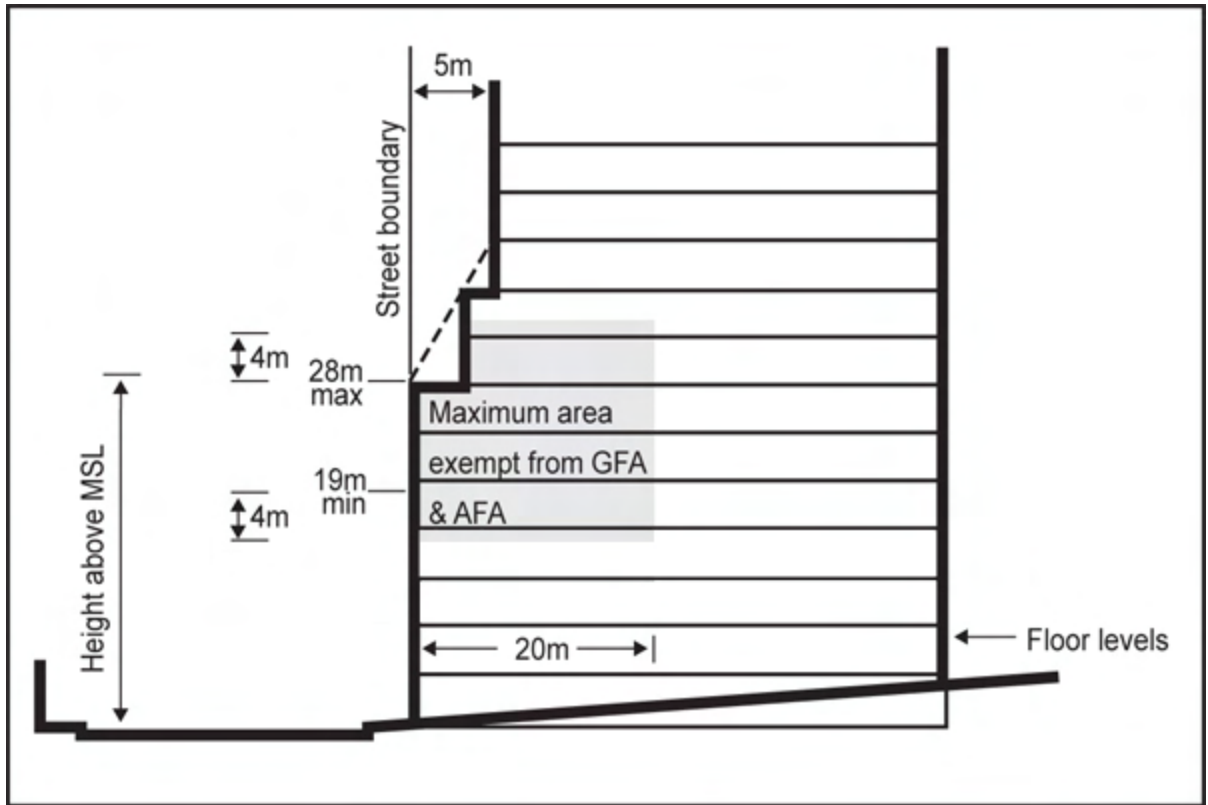 5m
Street boundary
4m
28m
max
Maximum area
exempt from GFA
& AFA
19m
min
4m
Height above MSL
20m
Floor levels